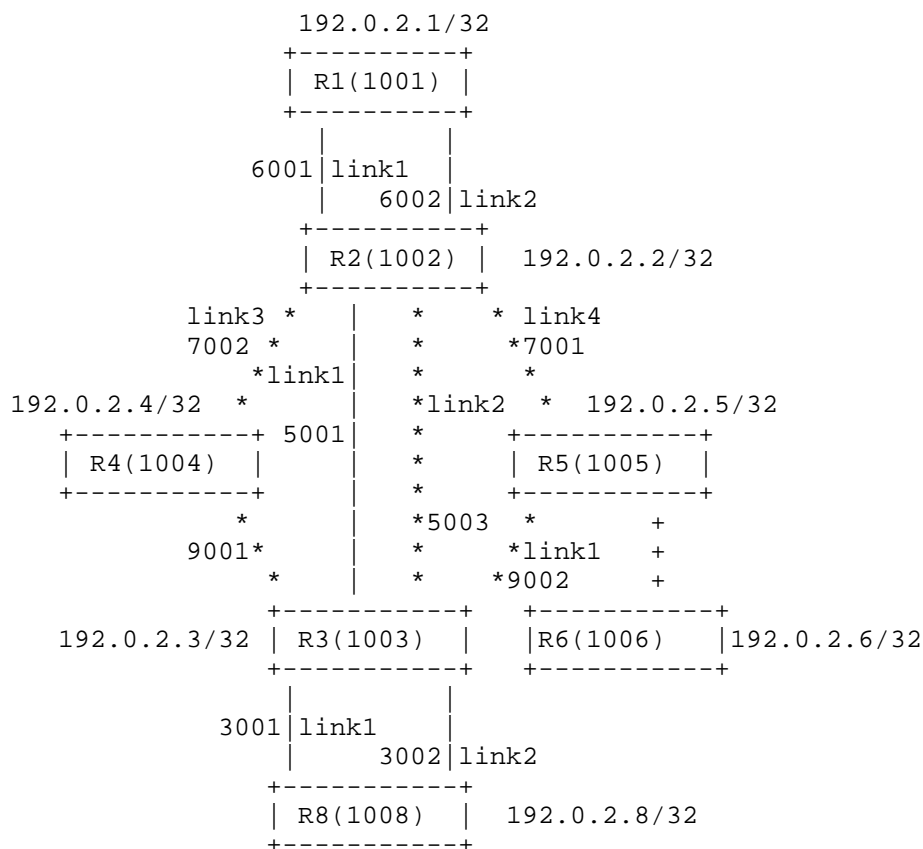 192.0.2.1/32
R1(1001)
6001 link1
6002 link2
R2(1002) 192.0.2.2/32
link3 link4
7002 7001
link1
192.0.2.4/32 link2 192.0.2.5/32
5001
R4(1004) R5(1005)
5003
9001 link1
9002
192.0.2.3/32 R3(1003) R6(1006) 192.0.2.6/32
3001 link1
3002 link2
R8(1008) 192.0.2.8/32